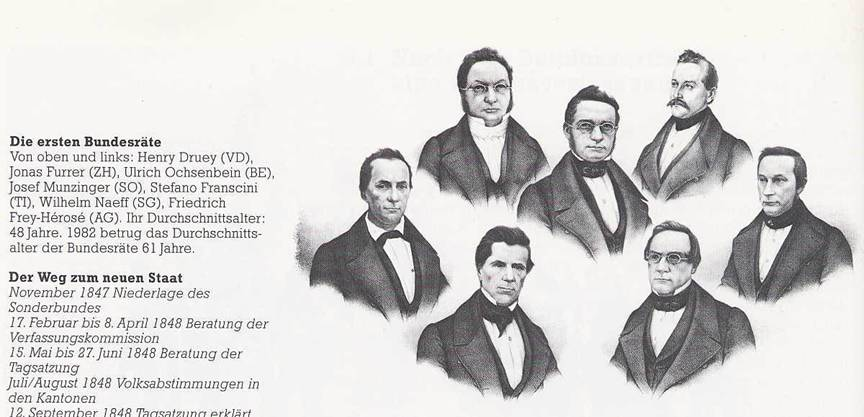 Die ersten Bundesräte
Von oben und links: Henry Druey (VD),
Jonas Furrer (ZH), Ulrich Ochsenbein (BE),
Josef Munzinger (SO), Stefano Franscini
(TI), Wilhelm Naeff (SG), Friedrich
Frey-Hérosé (AG). Ihr Durchschnittsalter:
48 Jahre. 1982 betrug das Durchschnitts-
alter der Bundesräte 61 Jahre.
Der Weg zum neuen Staat
November 1847 Niederlage des
Sonderbundes
17. Februar bis 8. April 1848 Beratung der
Verfassungskommission
15. Mai bis 27. Juni 1848 Beratung der
Tagsatzung
Juli/August 1848 Volksabstimmungen in
den Kantonen
12. September 1848 Tagsatzung erklärt